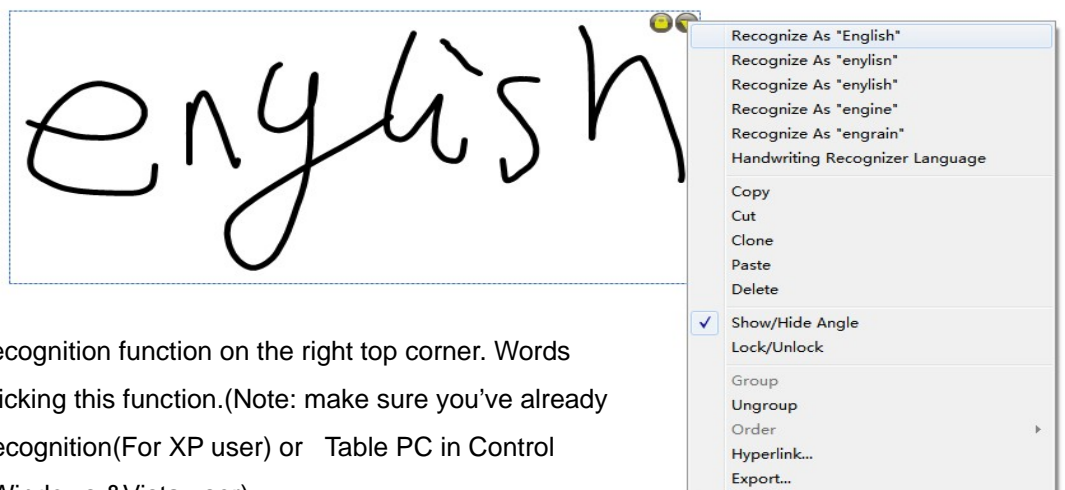 english
Recognize As "English"
Recognize As "enylisn"
Recognize As "enylish"
Recognize As "engine"
Recognize As "engrain"
Handwriting Recognizer Language
Copy
Cut
Clone
Paste
Delete
Show/Hide Angle
Lock/Unlock
Group
Ungroup
Order
Hyperlink...
Export...
ecognition function on the right top corner. Words
icking this function.(Note: make sure you've already
ecognition(For XP user) or Table PC in Control